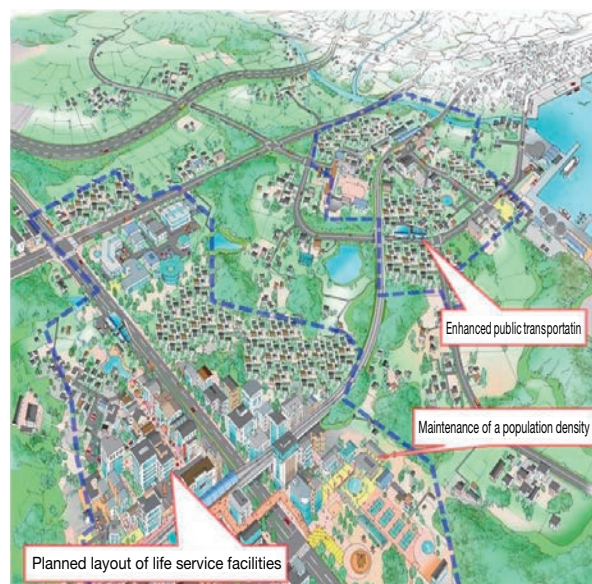 Enhanced public transportatin
Maintenance of a population density
Planned layout of life service facilities